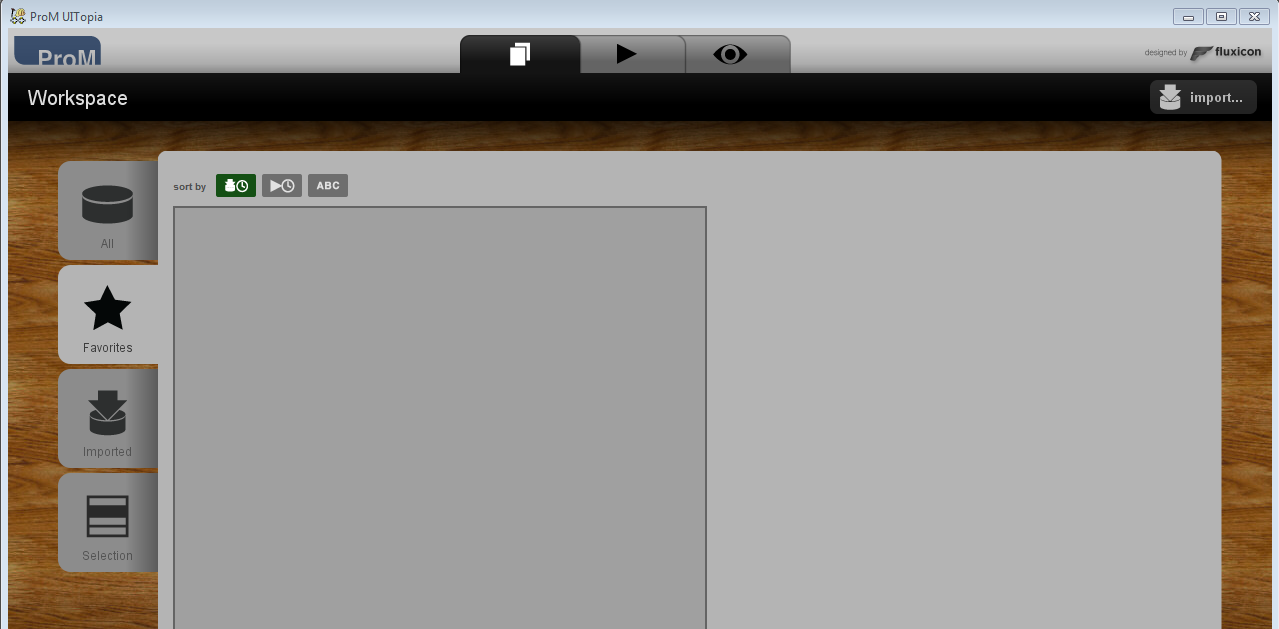 ProM UITopia
ProM
designed by fluxicon
Workspace
import...
sort by
ABC
All
Favorites
Imported
Selection